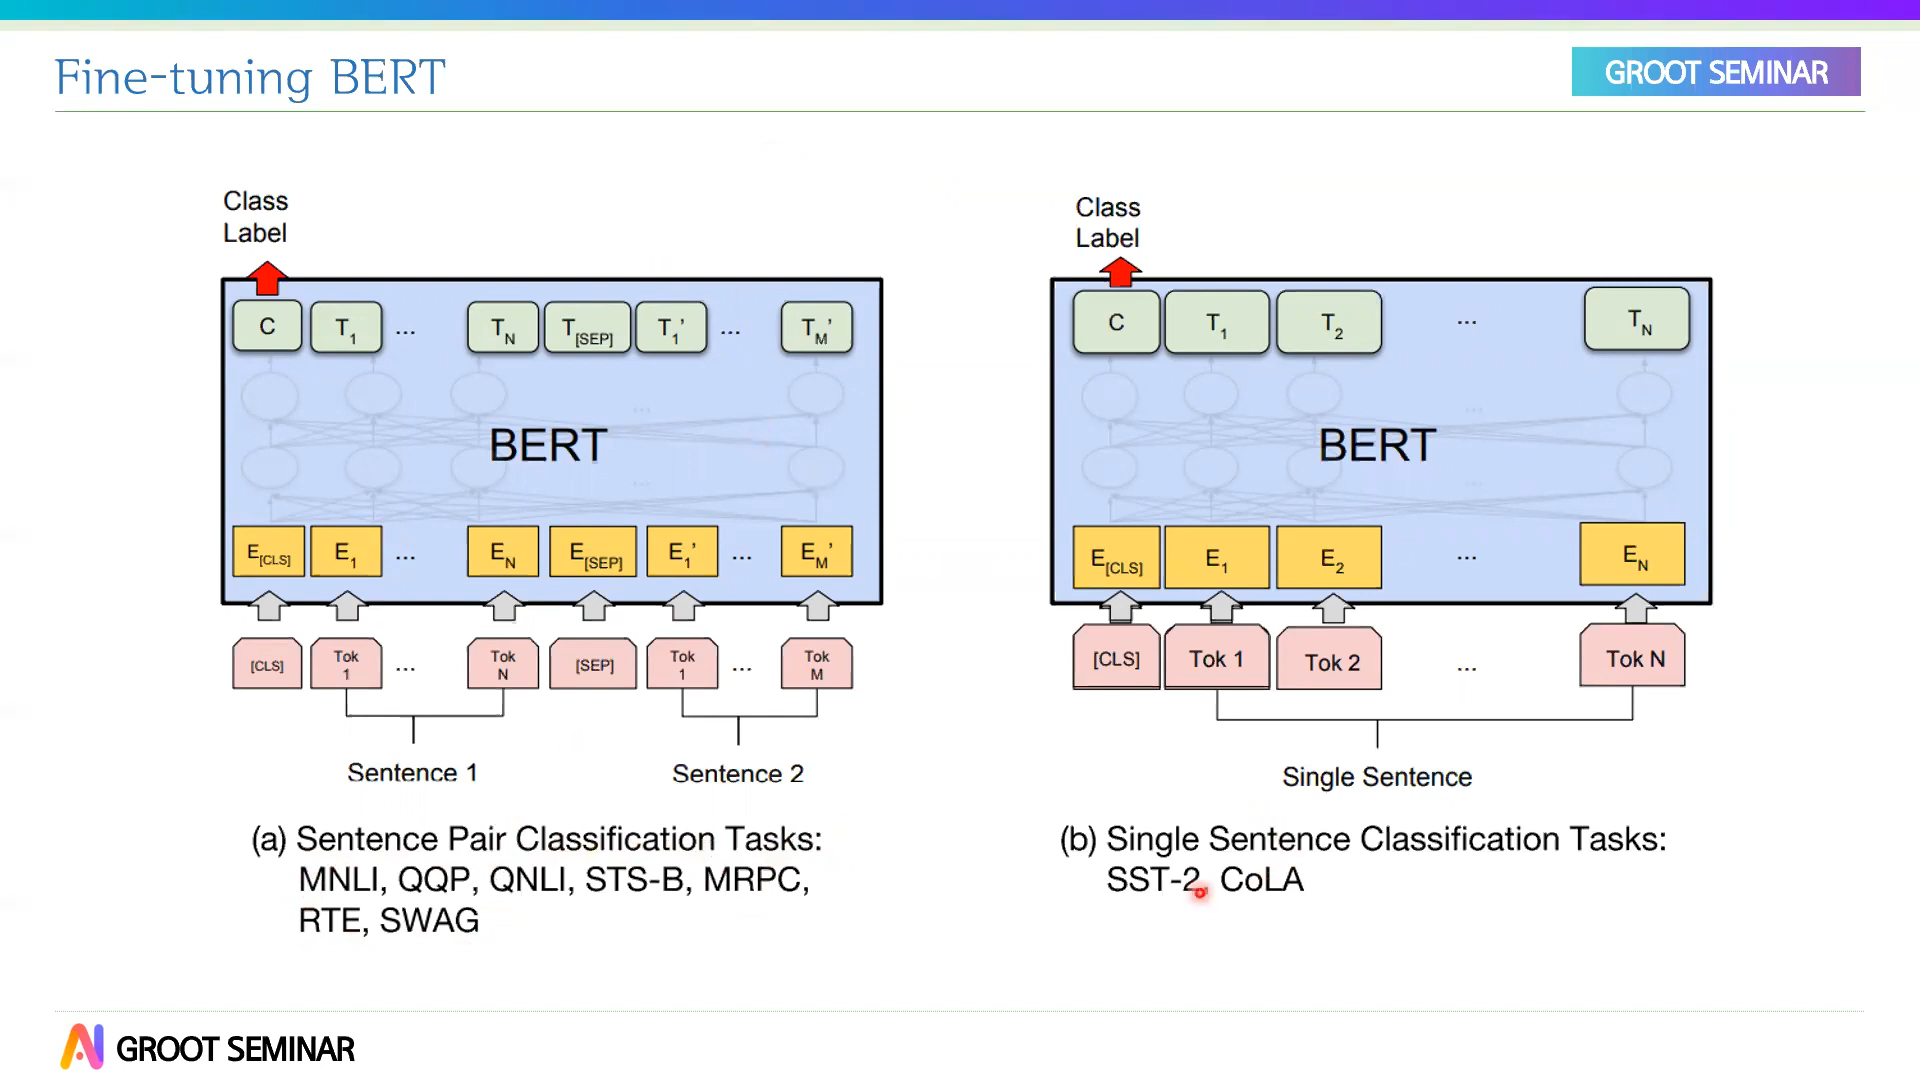 Fine-tuning BERT
GROOT SEMINAR
Class
Label
C T1 ... TN T[SEP] T1’ ... TM’
BERT
E[CLS] E1 ... EN E[SEP] E1’ ... EM’
[CLS] Tok 1 ... Tok N [SEP] Tok 1 ... Tok M
Sentence 1 Sentence 2
(a) Sentence Pair Classification Tasks:
MNLI, QQP, QNLI, STS-B, MRPC,
RTE, SWAG
Class
Label
C T1 T2 ... TN
BERT
E[CLS] E1 E2 ... EN
[CLS] Tok 1 Tok 2 ... Tok N
Single Sentence
(b) Single Sentence Classification Tasks:
SST-2, CoLA
GROOT SEMINAR